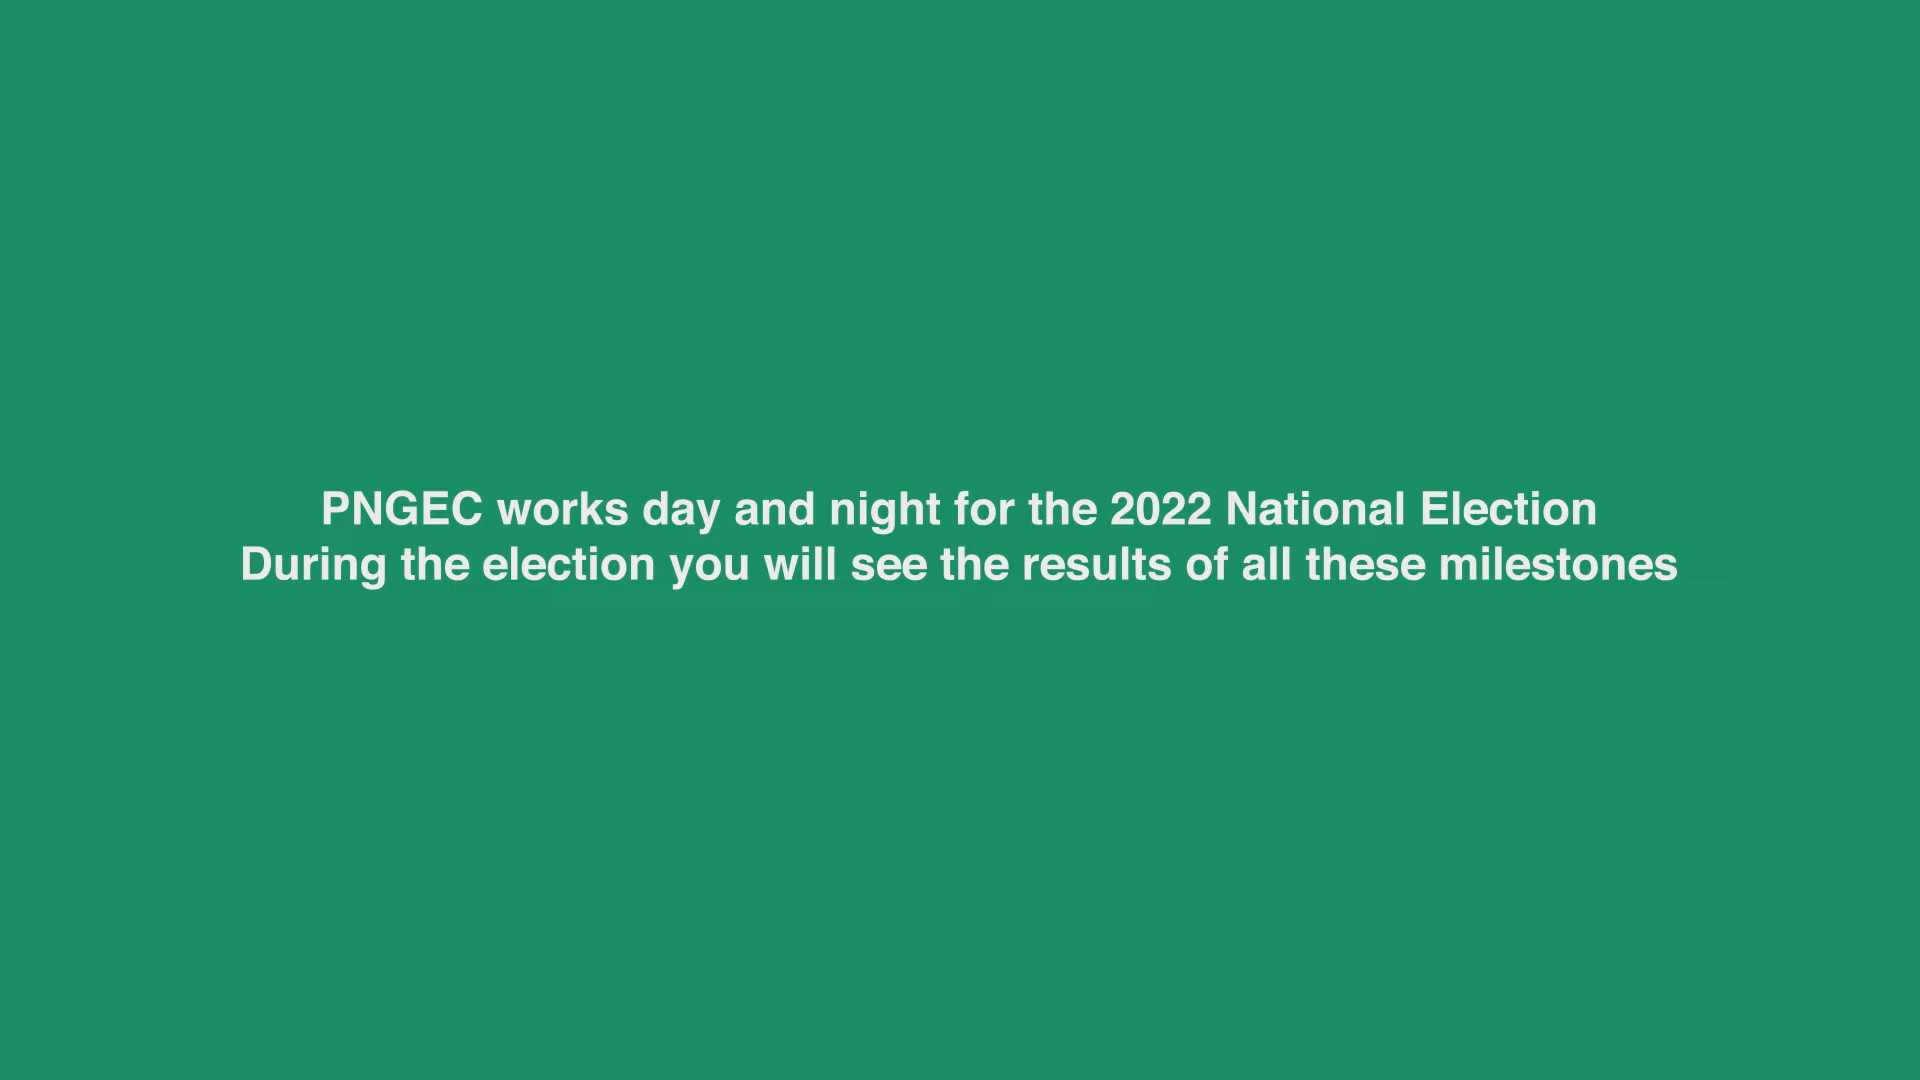 PNGEC works day and night for the 2022 National Election
During the election you will see the results of all these milestones